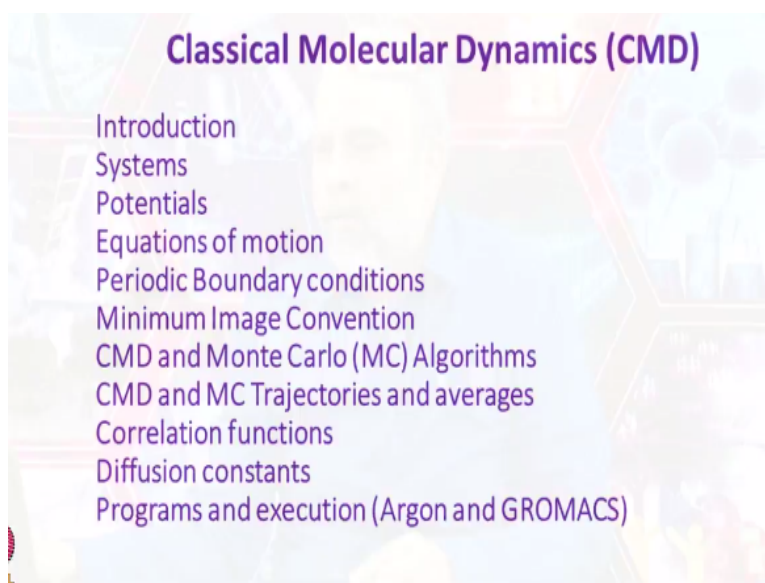 Classical Molecular Dynamics (CMD)
Introduction
Systems
Potentials
Equations of motion
Periodic Boundary conditions
Minimum Image Convention
CMD and Monte Carlo (MC) Algorithms
CMD and MC Trajectories and averages
Correlation functions
Diffusion constants
Programs and execution (Argon and GROMACS)